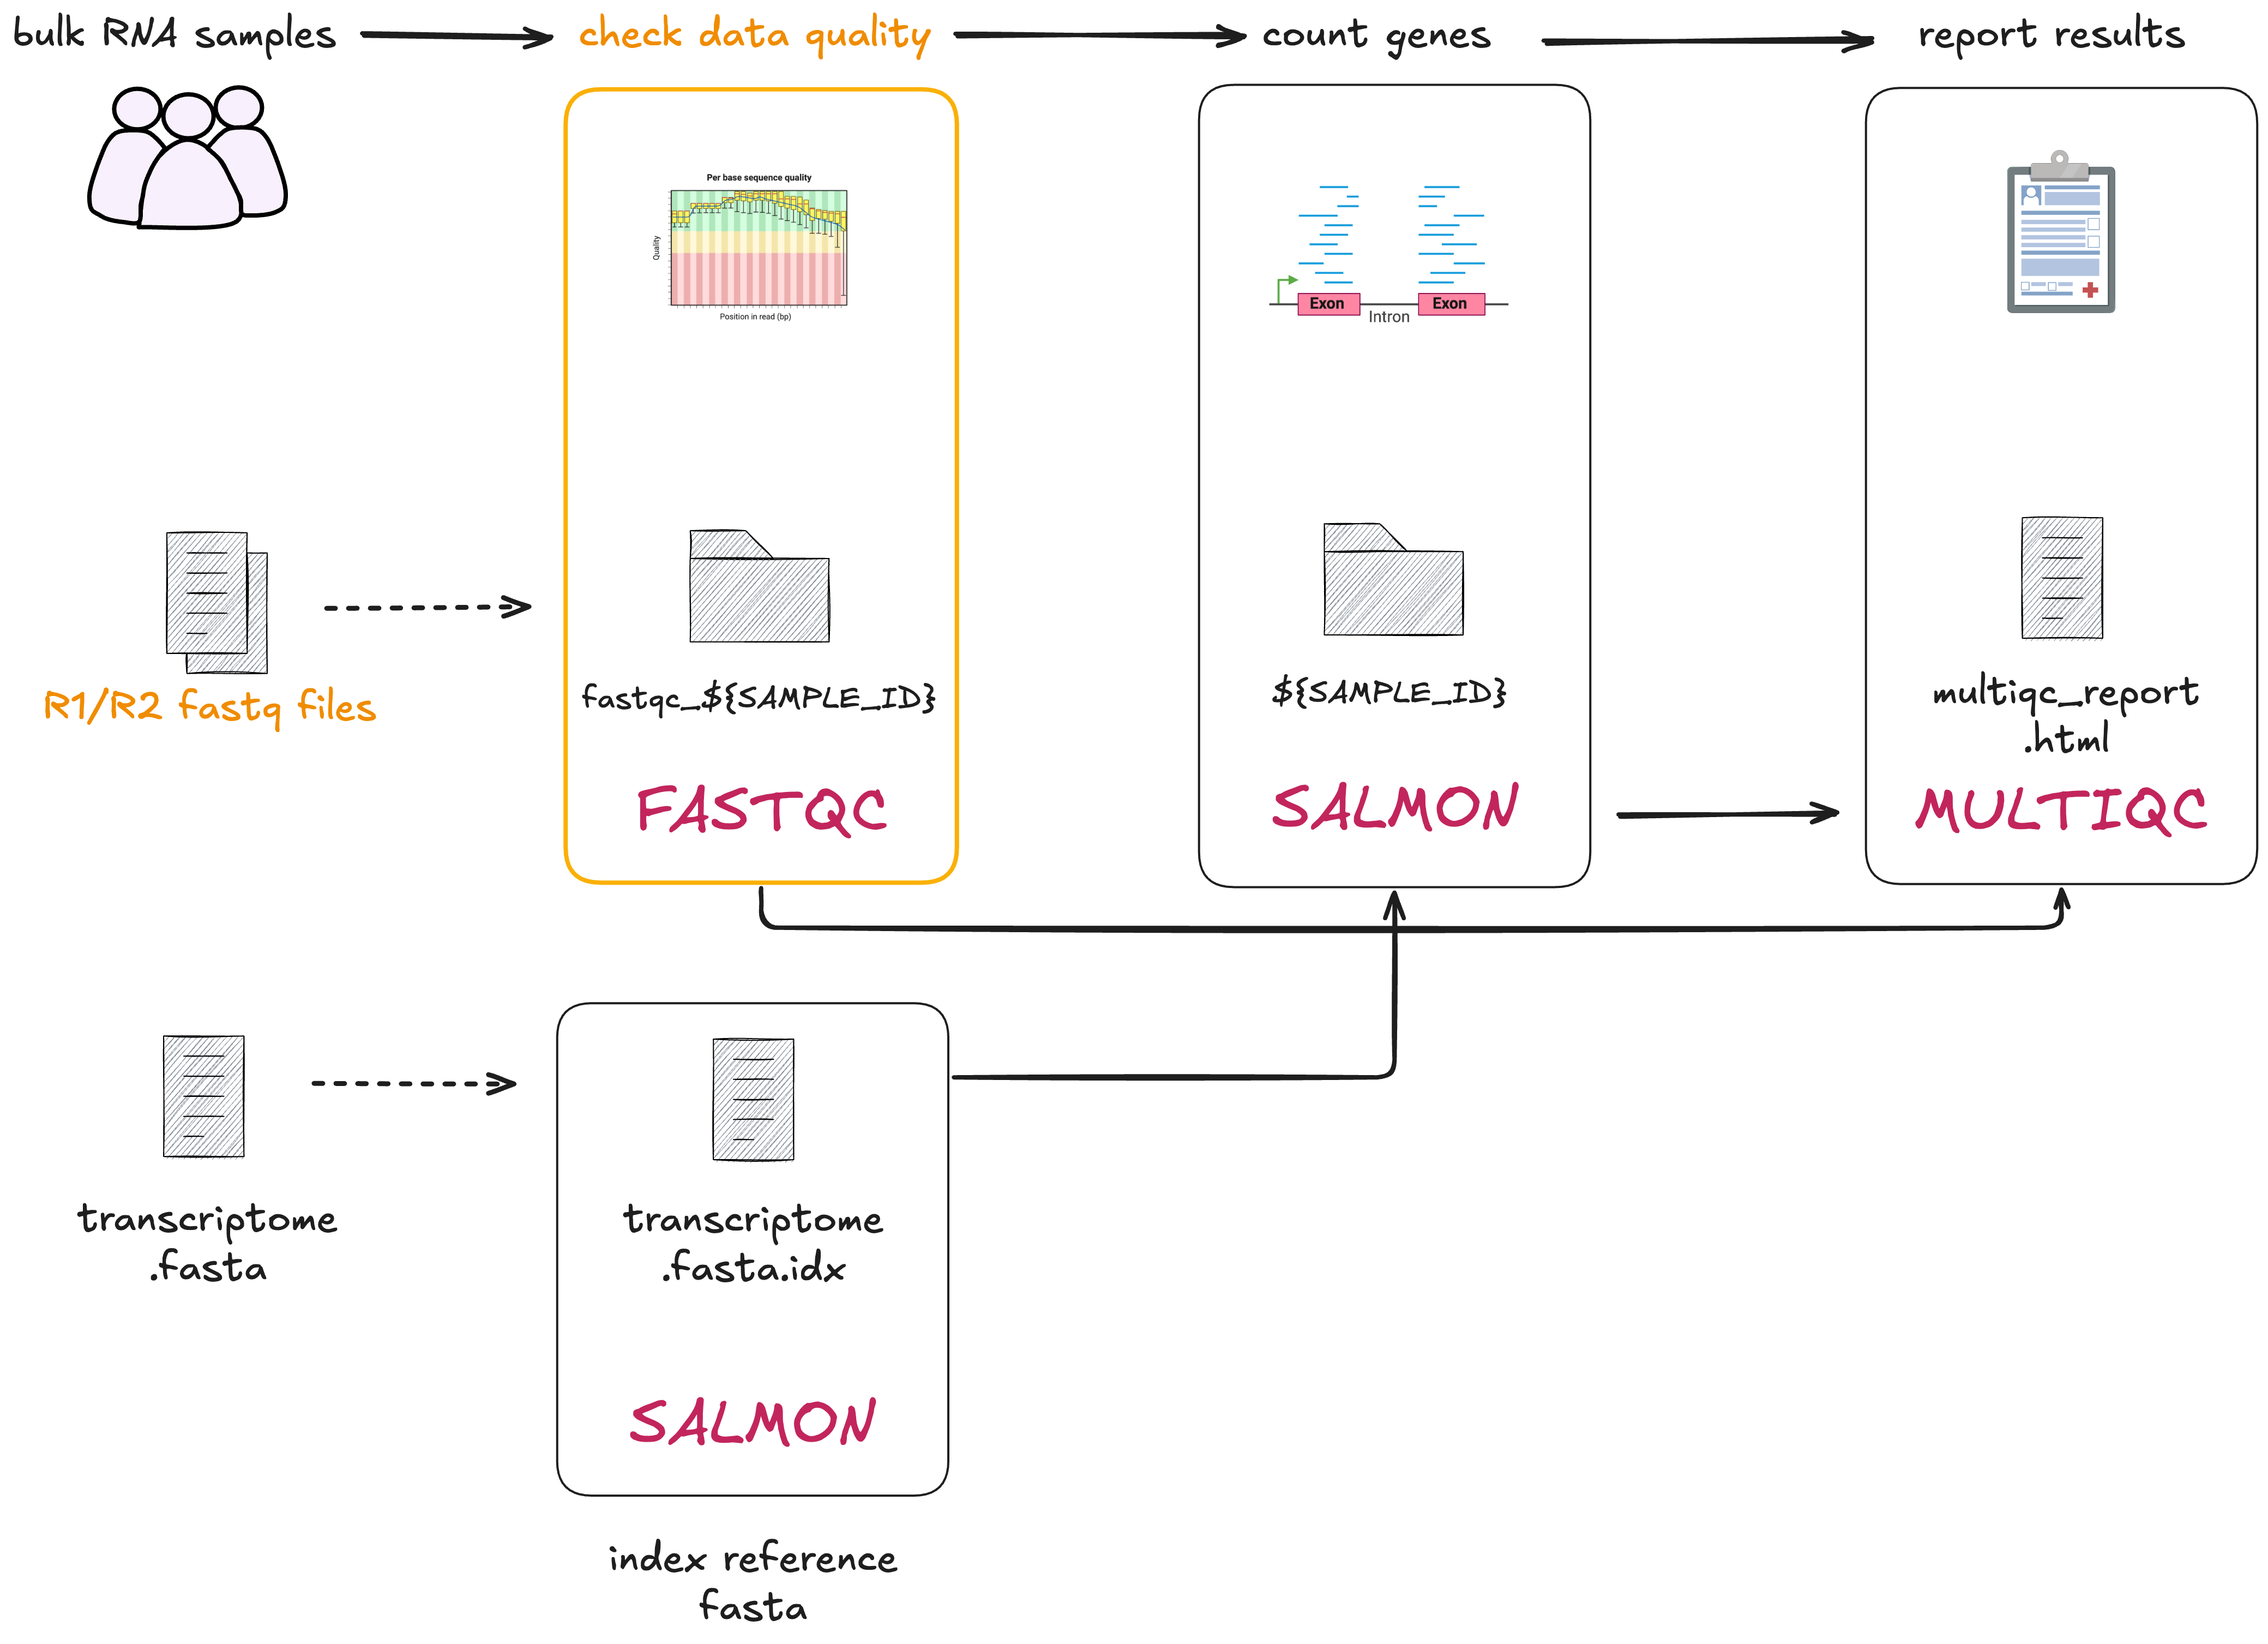 bulk RNA samples
check data quality
count genes
report results
Per base sequence quality
Quality
Position in read (bp)
Exon
Intron
Exon
R1/R2 fastq files
fastqc_${SAMPLE_ID}
FASTQC
${SAMPLE_ID}
SALMON
multiqc_report
.html
MULTIQC
transcriptome
.fasta
transcriptome
.fasta.idx
SALMON
index reference
fasta